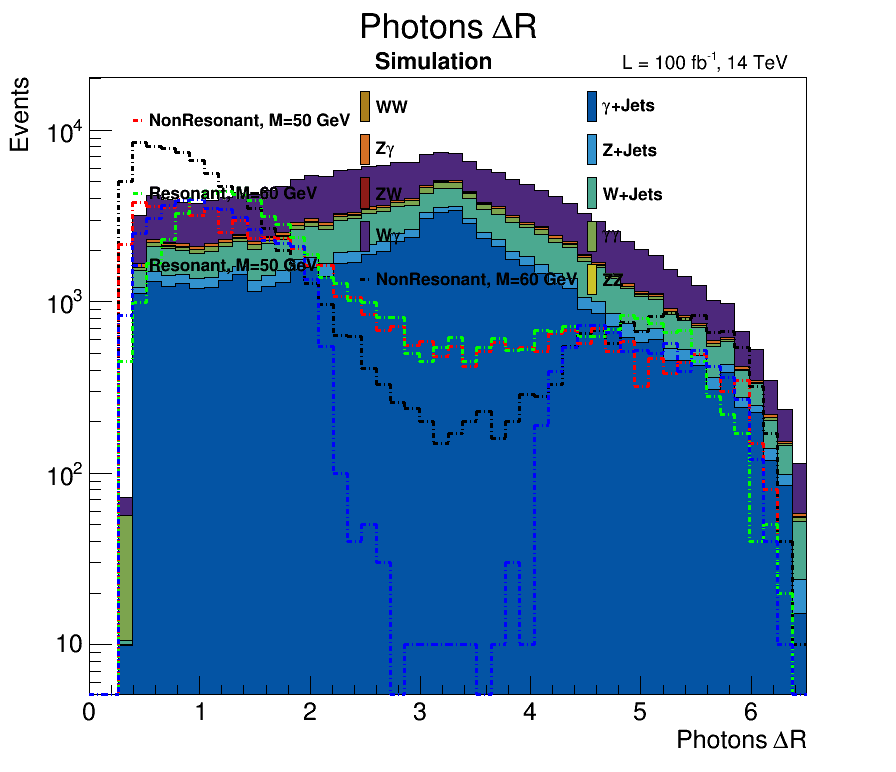 Photons ΔR
Simulation
L = 100 fb⁻¹, 14 TeV
Events
NonResonant, M=50 GeV
Resonant, M=60 GeV
Resonant, M=50 GeV
WW
Zγ
ZW
Wγ
NonResonant, M=60 GeV
γ+Jets
Z+Jets
W+Jets
γγ
ZZ
10⁴
10³
10²
10
0 1 2 3 4 5 6
Photons ΔR